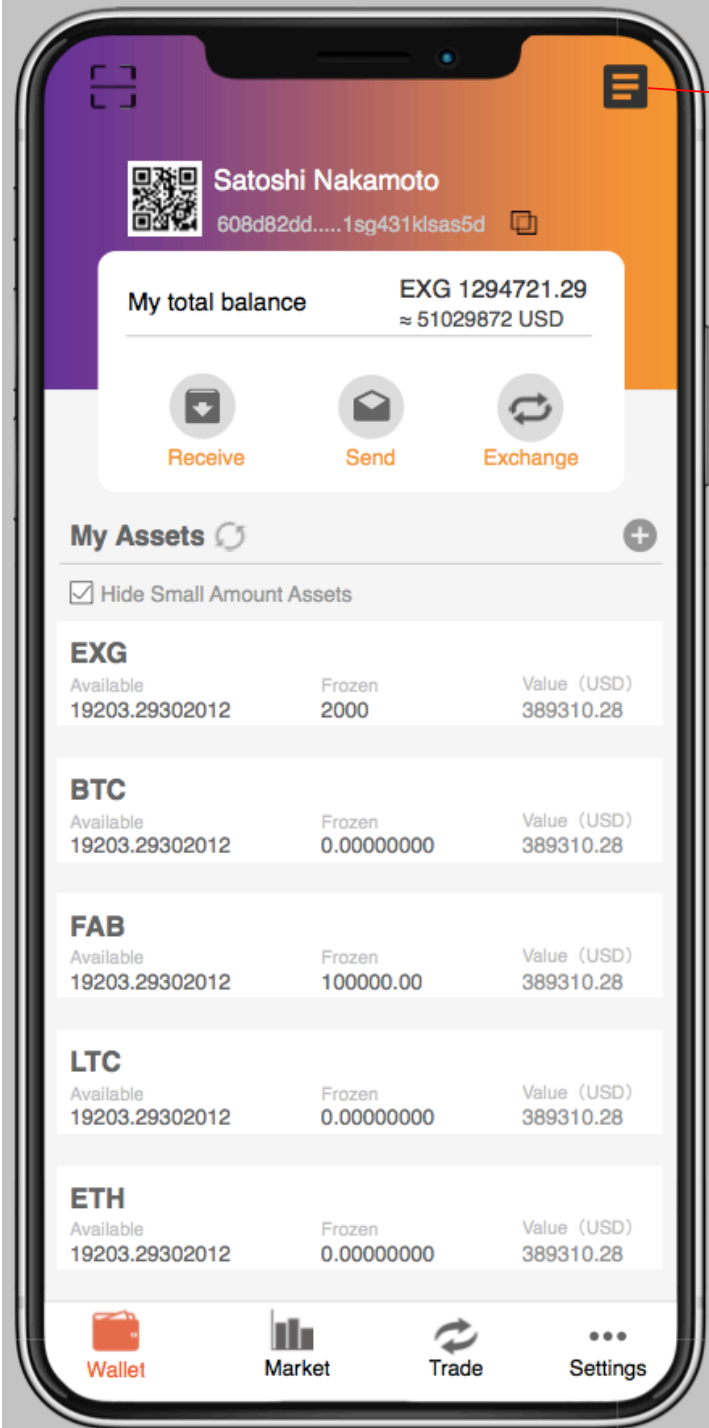 Satoshi Nakamoto
608d82dd.....1sg431klsas5d
My total balance
EXG 1294721.29
≈ 51029872 USD
Receive Send Exchange
My Assets
Hide Small Amount Assets
EXG
Available Frozen Value（USD）
19203.29302012 2000 389310.28
BTC
Available Frozen Value（USD）
19203.29302012 0.00000000 389310.28
FAB
Available Frozen Value（USD）
19203.29302012 100000.00 389310.28
LTC
Available Frozen Value（USD）
19203.29302012 0.00000000 389310.28
ETH
Available Frozen Value（USD）
19203.29302012 0.00000000 389310.28
Wallet Market Trade Settings